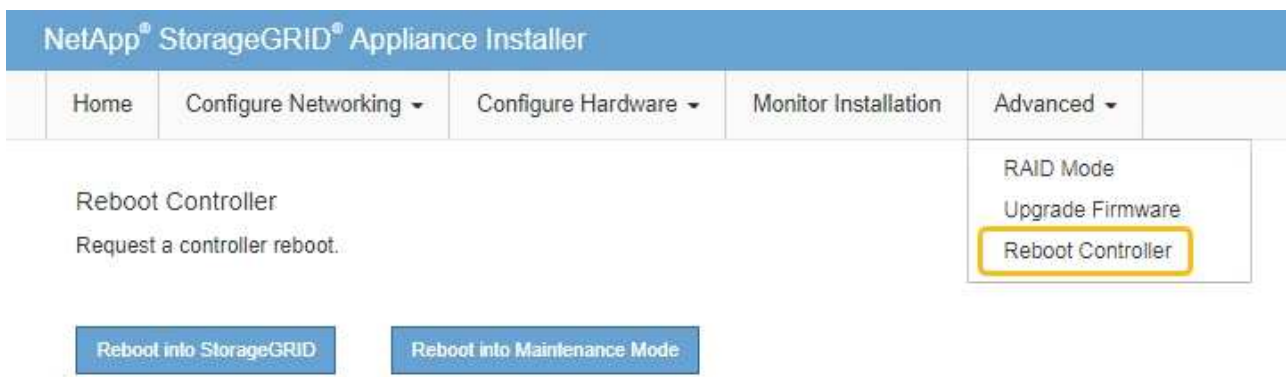 NetApp® StorageGRID® Appliance Installer
Home Configure Networking Configure Hardware Monitor Installation Advanced
RAID Mode
Upgrade Firmware
Reboot Controller
Reboot Controller
Request a controller reboot.
Reboot into StorageGRID Reboot into Maintenance Mode